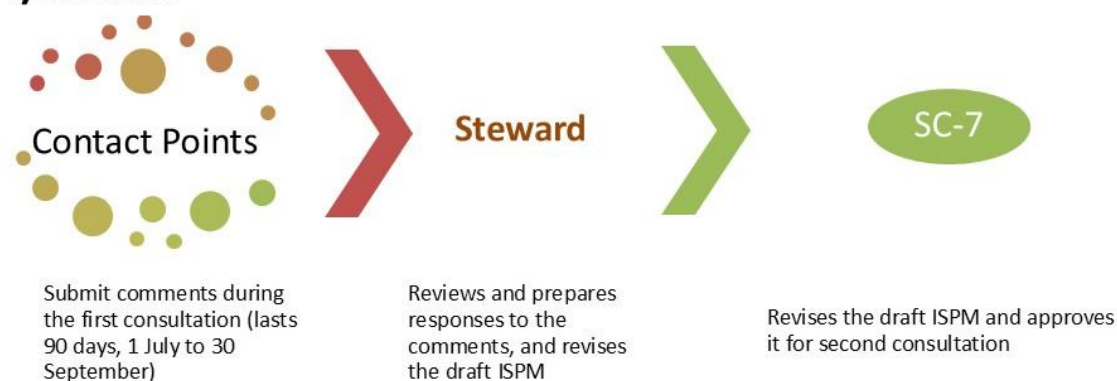 Contact Points
Steward
SC-7
Submit comments during
the first consultation (lasts
90 days, 1 July to 30
September)
Reviews and prepares
responses to the
comments, and revises
the draft ISPM
Revises the draft ISPM and approves
it for second consultation